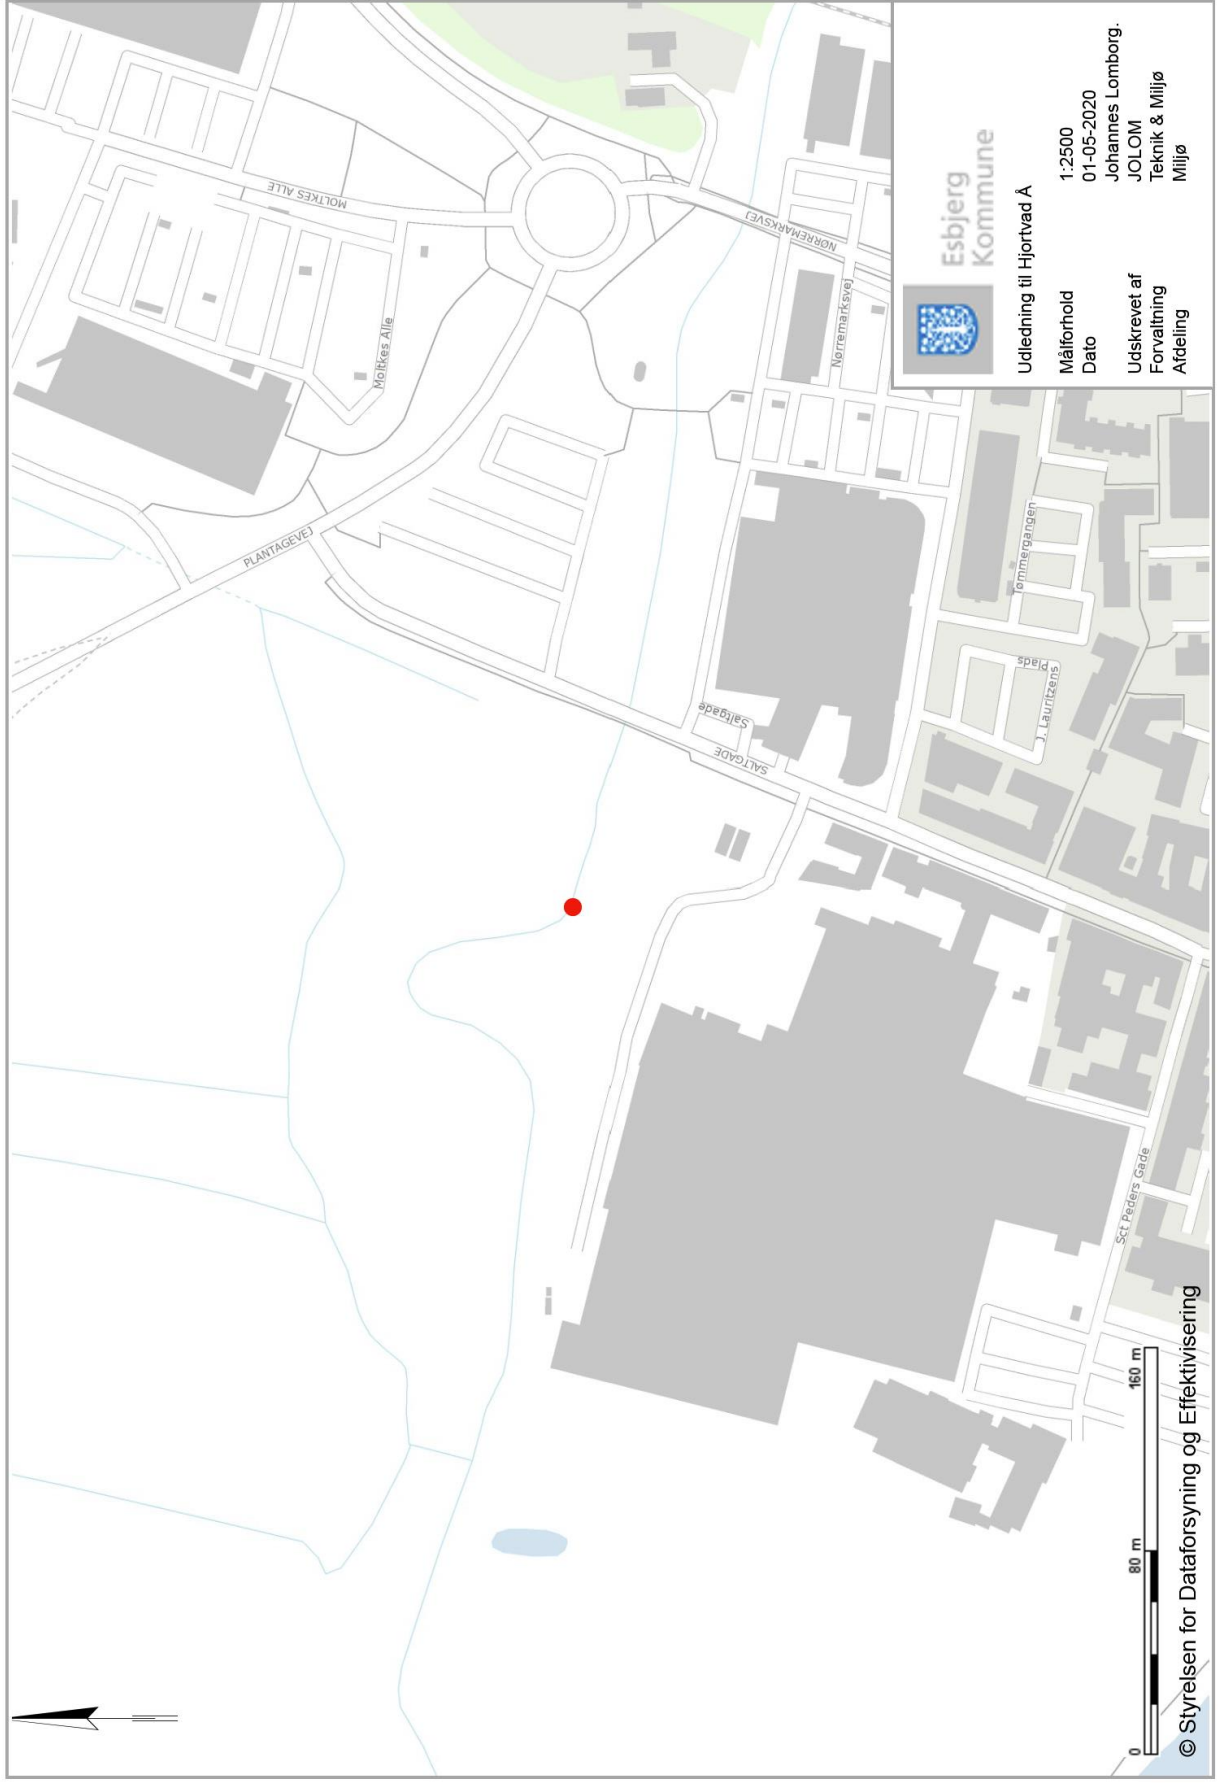 MOLTKES ALLE
Moltkes Alle
PLANTAGEVEJ
NØRREMARKSVEJ
Nørremarksvej
Saltgade
SALTGADE
Tømmergangen
J. Lauritzens
Plads
Sct Peders Gade
Esbjerg
Kommune
Udledning til Hjortvad Å
Målforhold 1:2500
Dato 01-05-2020
Johannes Lomborg.
Udskrevet af JOLOM
Forvaltning Teknik & Miljø
Afdeling Miljø
0 80 m 160 m
© Styrelsen for Dataforsyning og Effektivisering